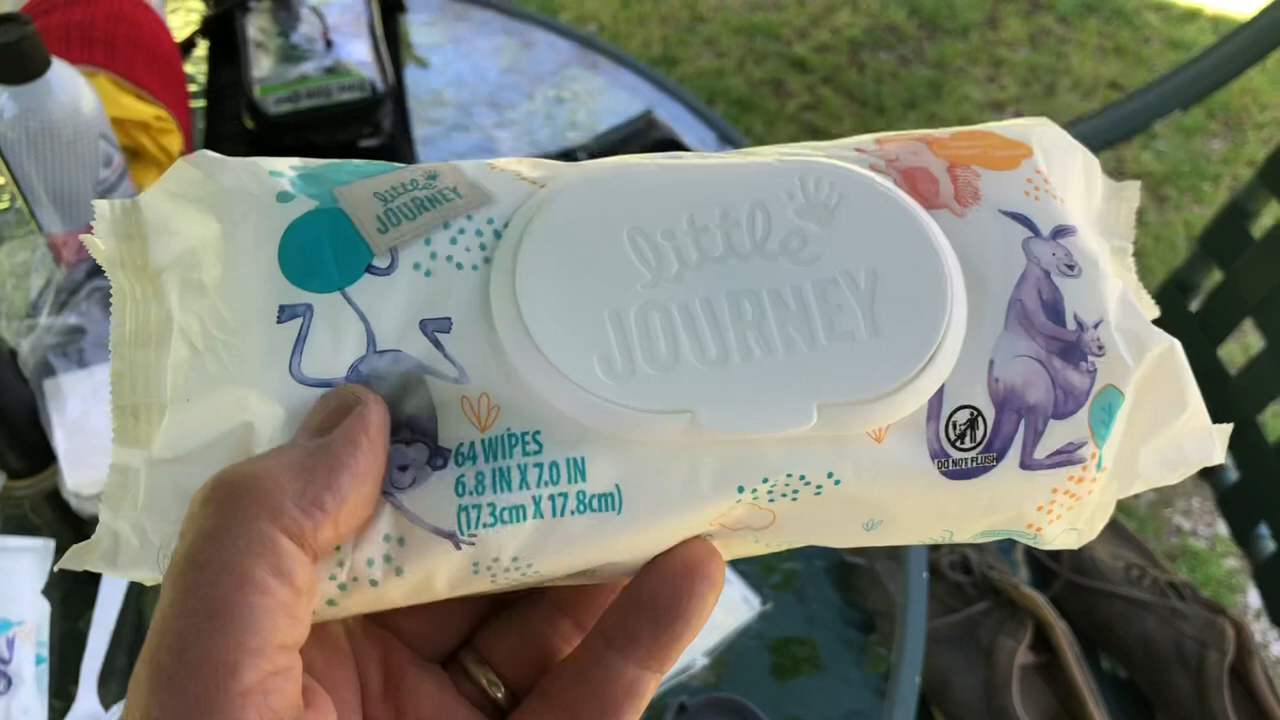 little
JOURNEY
little
JOURNEY
64 WIPES
6.8 IN X 7.0 IN
(17.3cm X 17.8cm)
DO NOT FLUSH